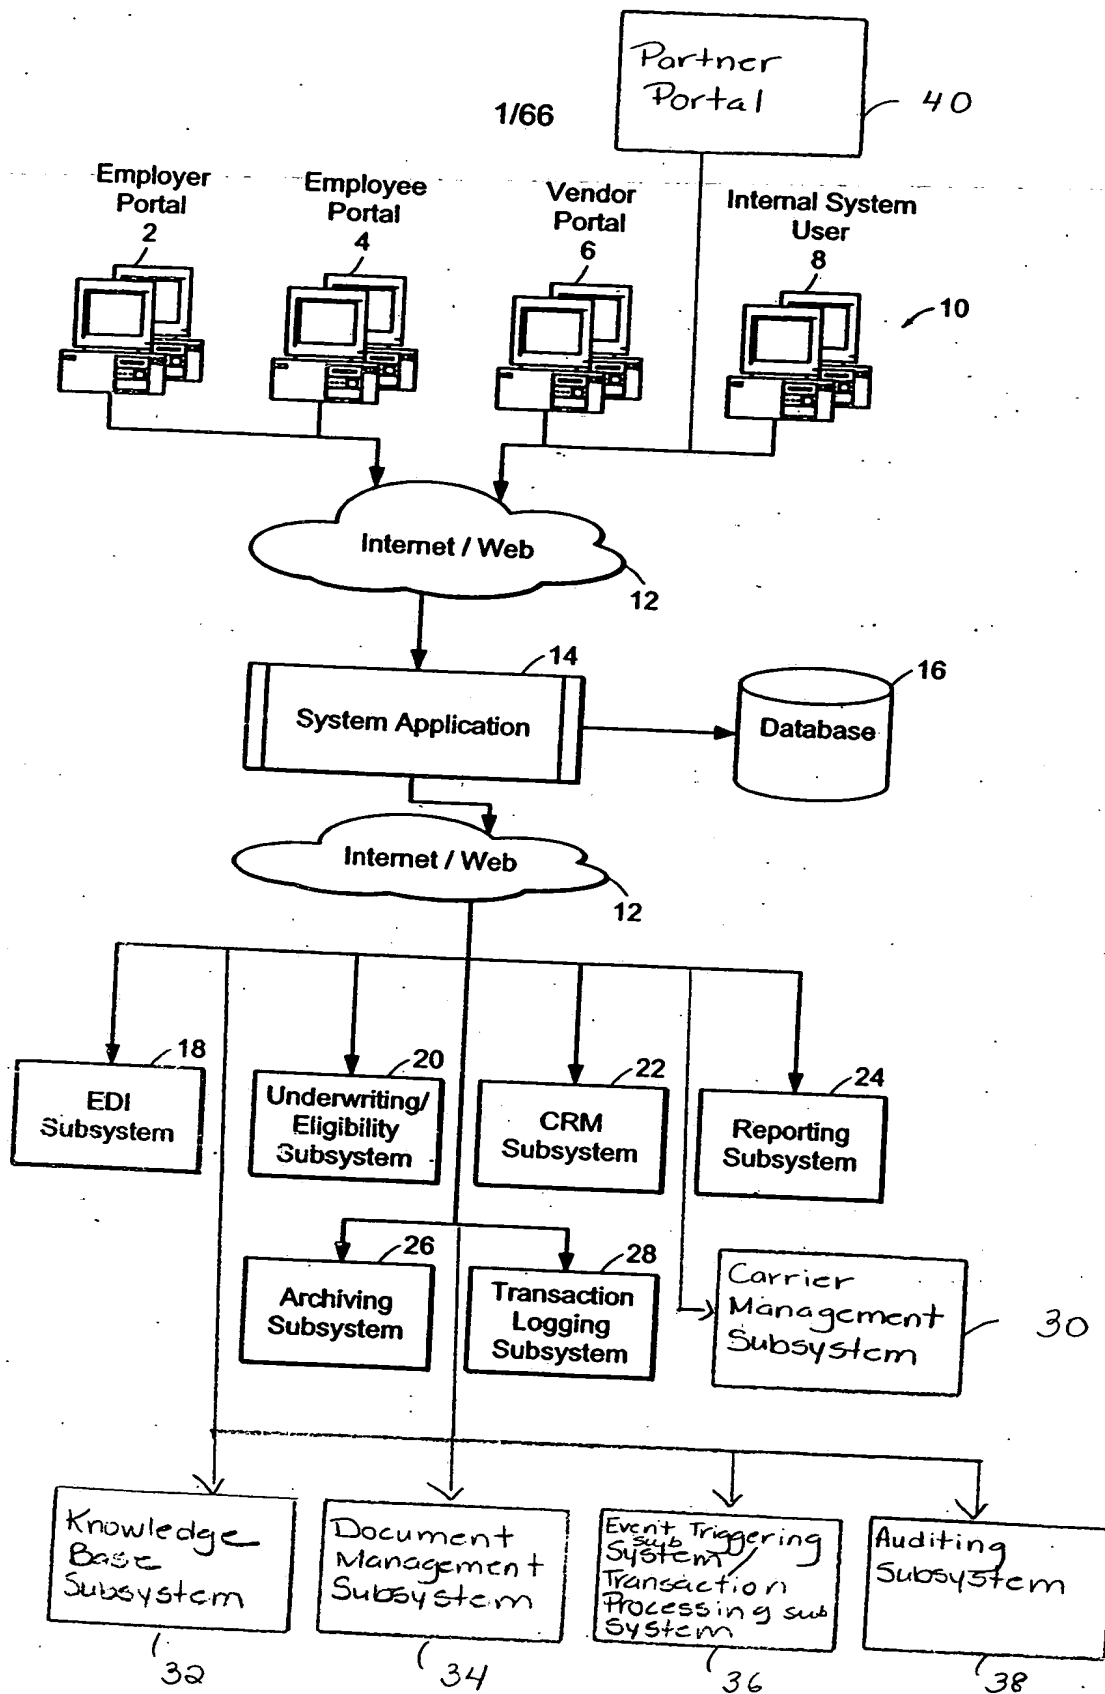 Partner
Portal
40
1/66
Employer
Portal
2
Employee
Portal
4
Vendor
Portal
6
Internal System
User
8
10
Internet / Web
12
14
System Application
16
Database
Internet / Web
12
18
EDI
Subsystem
20
Underwriting/
Eligibility
Subsystem
22
CRM
Subsystem
24
Reporting
Subsystem
26
Archiving
Subsystem
28
Transaction
Logging
Subsystem
Carrier
Management
Subsystem
30
Knowledge
Base
Subsystem
32
Document
Management
Subsystem
34
Event Triggering
sub
System/
Transaction
Processing sub
system
36
Auditing
Subsystem
38